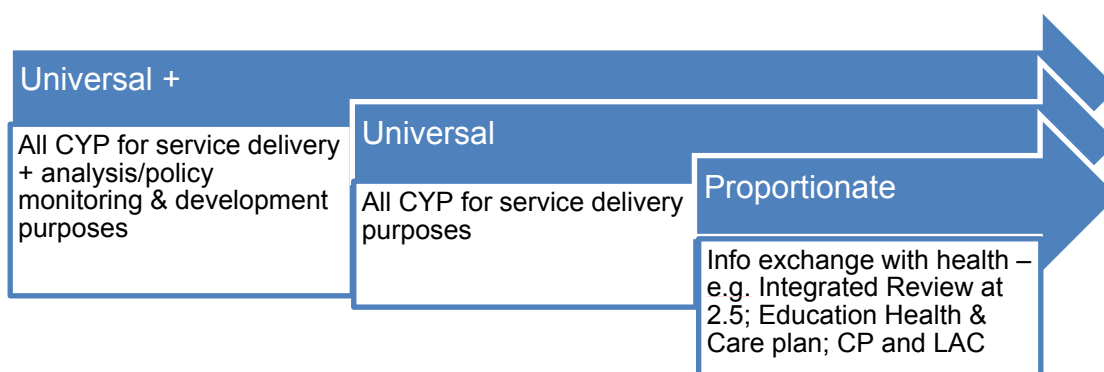 Universal +
All CYP for service delivery
+ analysis/policy
monitoring & development
purposes
Universal
All CYP for service delivery
purposes
Proportionate
Info exchange with health –
e.g. Integrated Review at
2.5; Education Health &
Care plan; CP and LAC